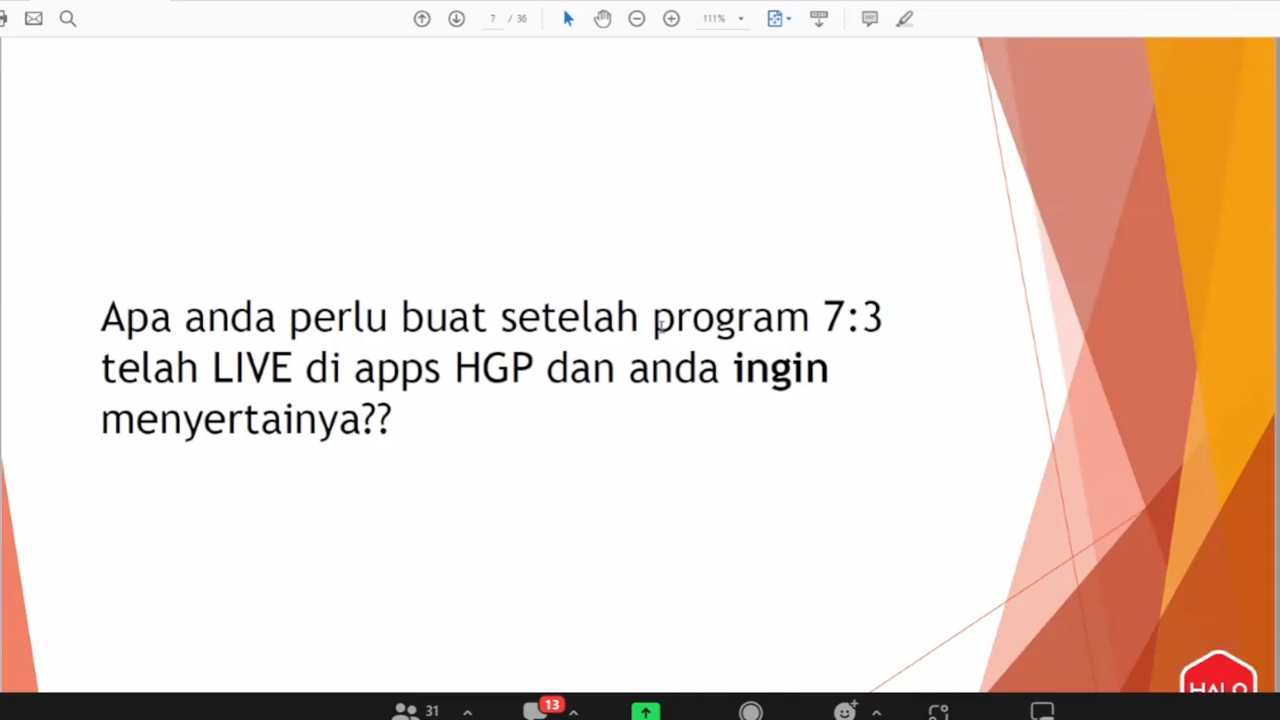 7 / 36
111%
Apa anda perlu buat setelah program 7:3
telah LIVE di apps HGP dan anda ingin
menyertainya??
HALO
31
13